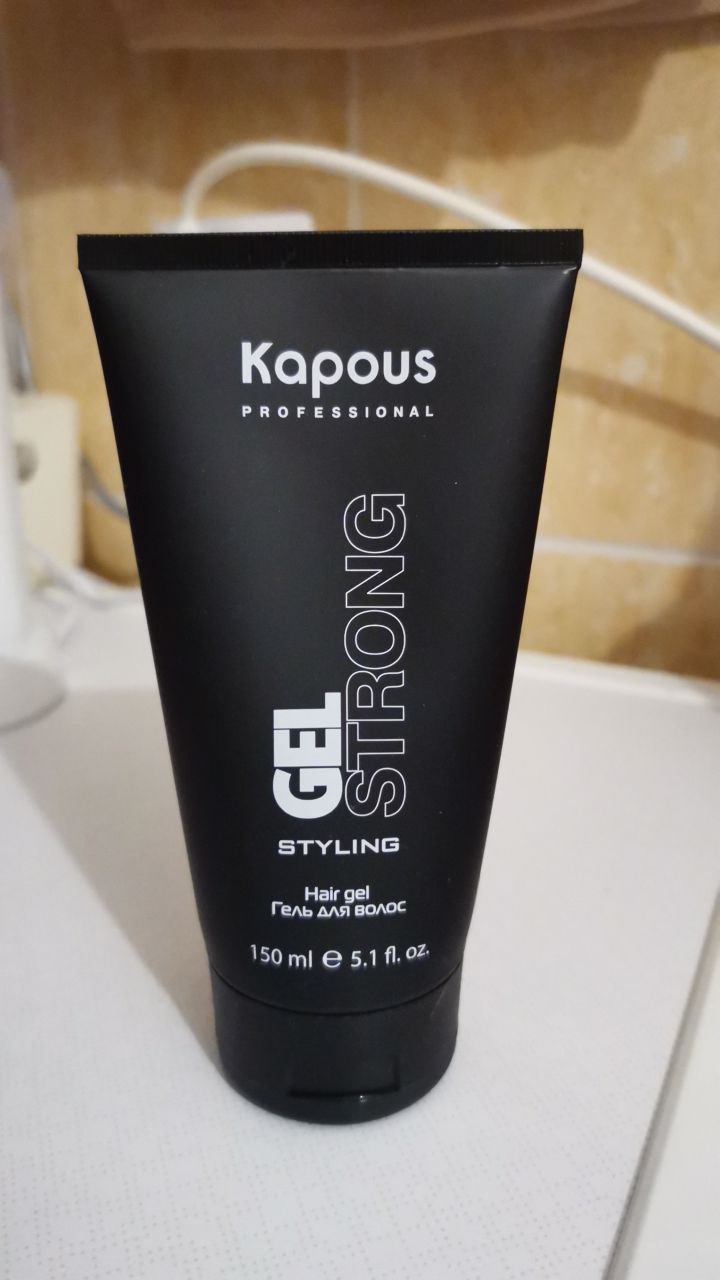 Kapous
PROFESSIONAL
GEL
STRONG
STYLING
Hair gel
Гель для волос
150 ml ℮ 5.1 fl. oz.